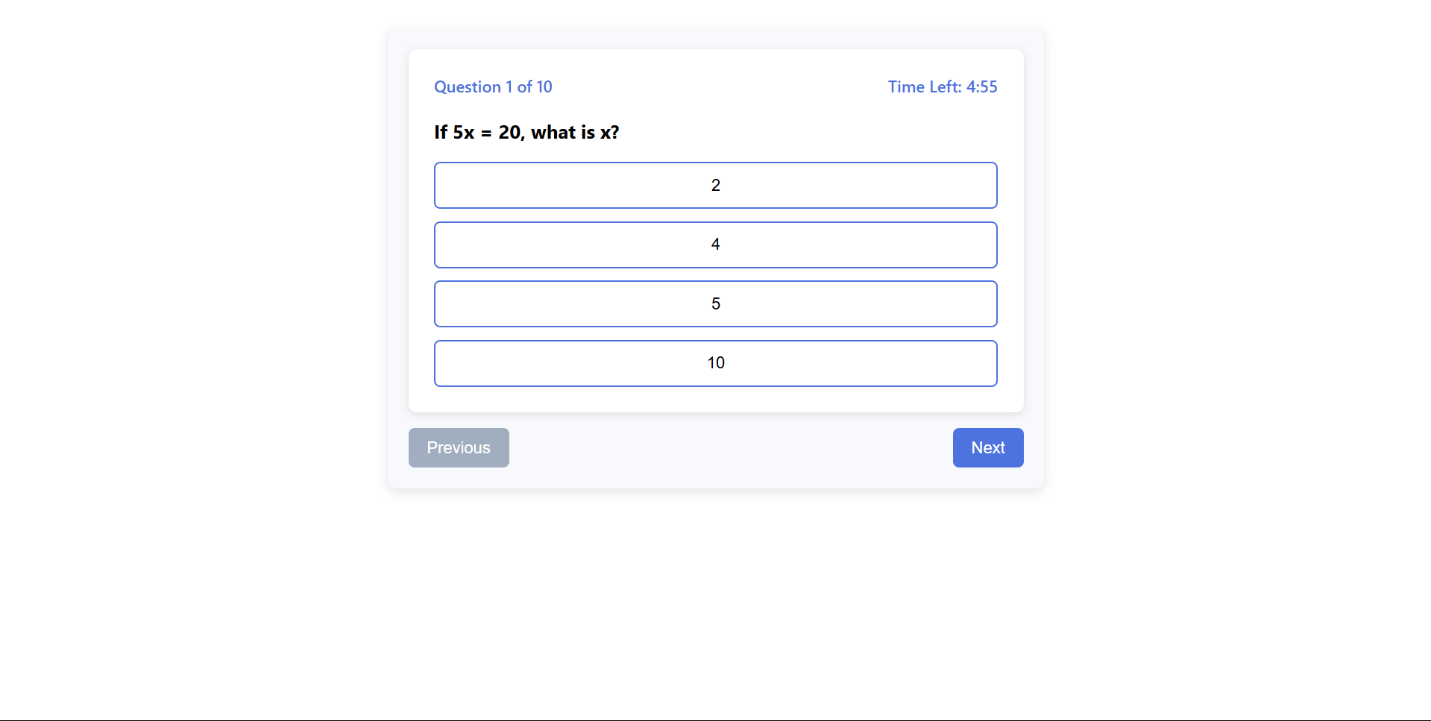 Question 1 of 10 Time Left: 4:55
If 5x = 20, what is x?
2
4
5
10
Previous Next